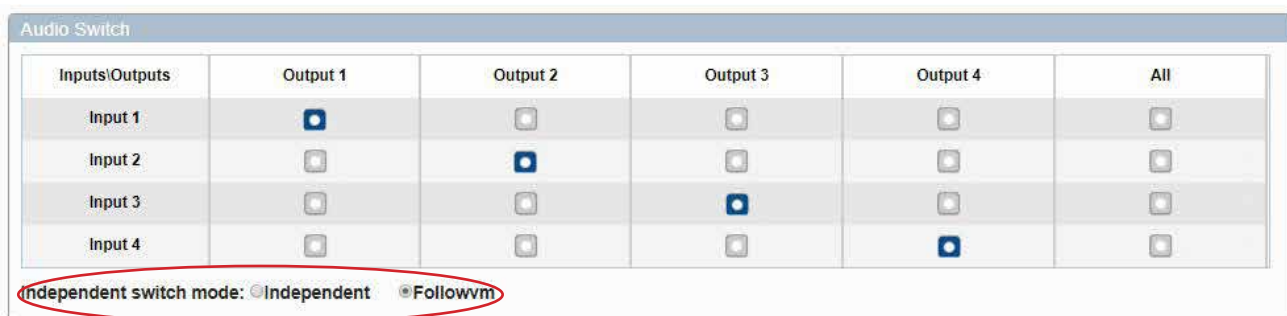 Audio Switch
Inputs\Outputs Output 1 Output 2 Output 3 Output 4 All
Input 1
Input 2
Input 3
Input 4
Independent switch mode: Independent Followvm